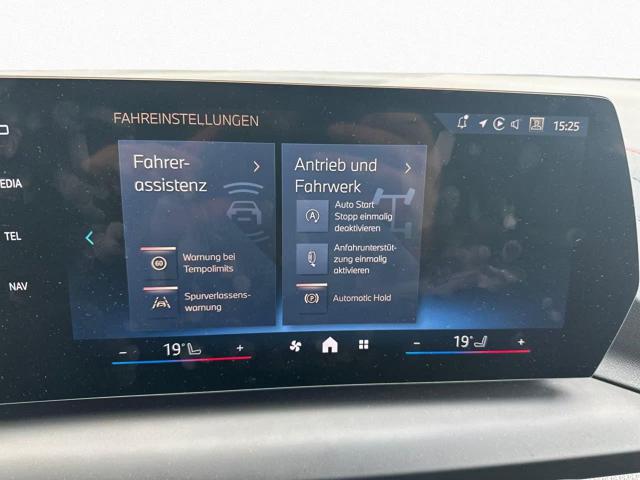 FAHREINSTELLUNGEN
15:25
EDIA
TEL
NAV
Fahrer-
assistenz
60
Warnung bei
Tempolimits
Spurverlassens-
warnung
Antrieb und
Fahrwerk
A
Auto Start
Stopp einmalig
deaktivieren
Anfahrunterstüt-
zung einmalig
aktivieren
P
Automatic Hold
− 19° +
− 19° +